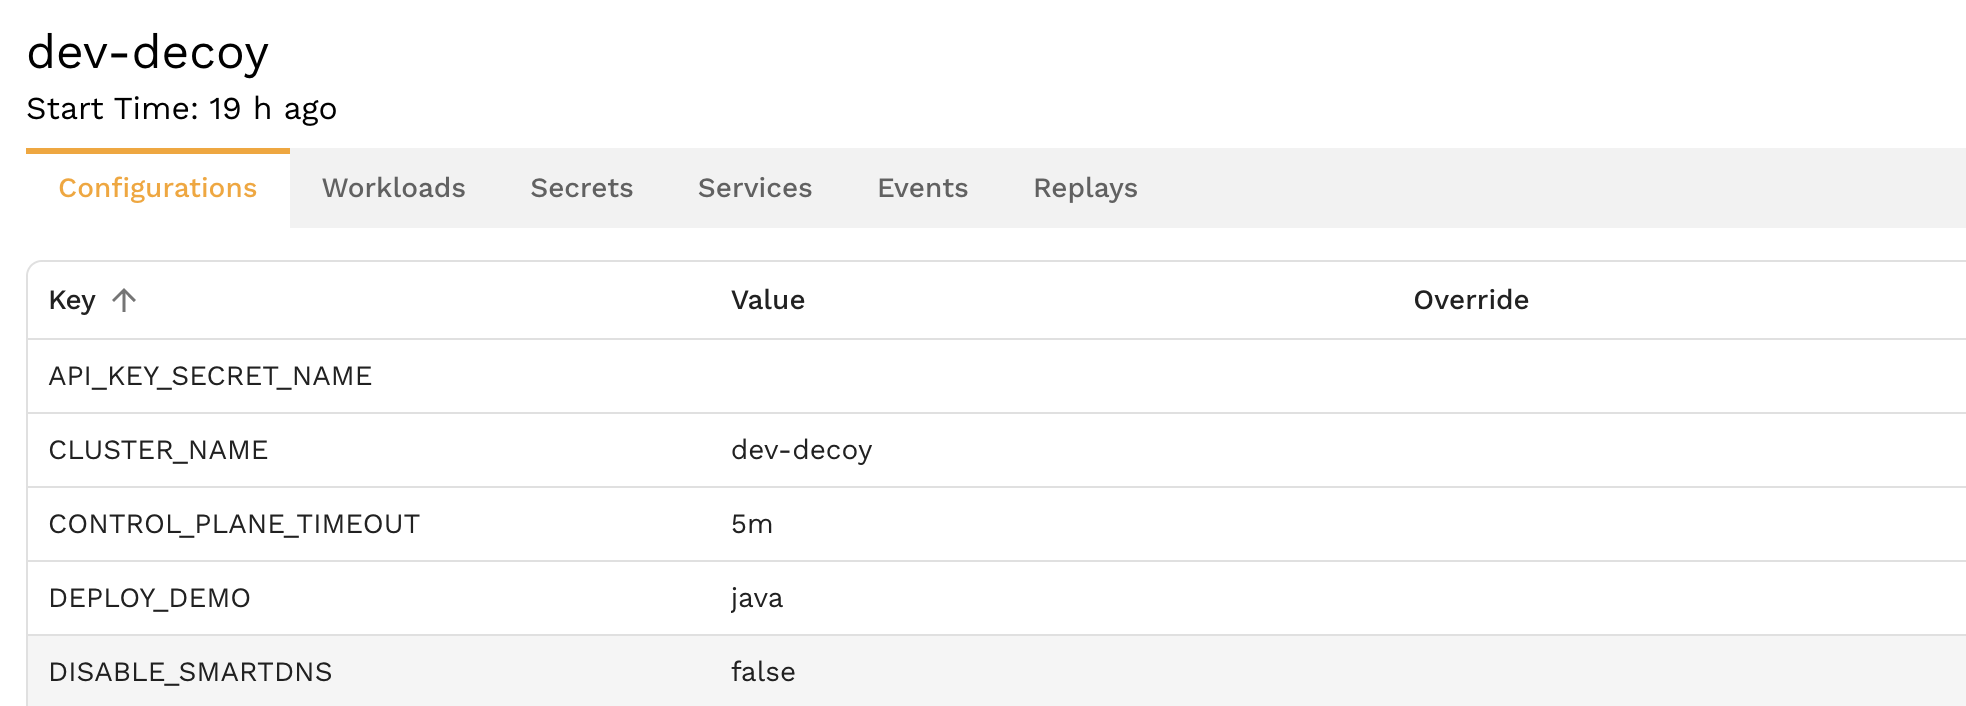 dev-decoy
Start Time: 19 h ago
Configurations Workloads Secrets Services Events Replays
Key Value Override
API_KEY_SECRET_NAME
CLUSTER_NAME dev-decoy
CONTROL_PLANE_TIMEOUT 5m
DEPLOY_DEMO java
DISABLE_SMARTDNS false